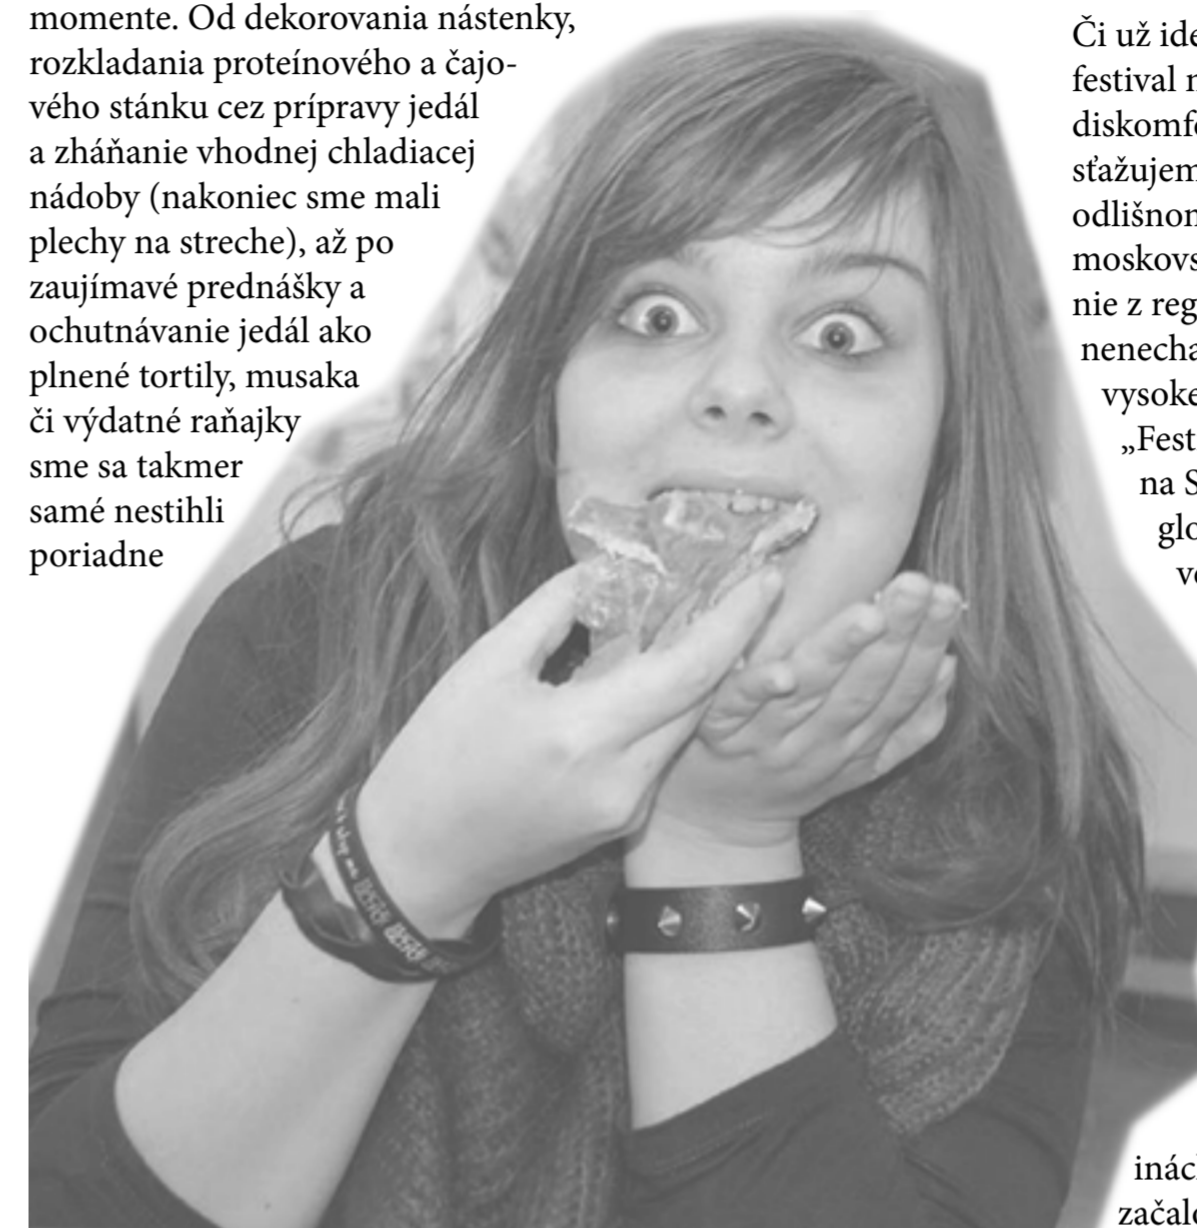 momente. Od dekorovania nástenky,
rozkladania proteínového a čajo-
vého stánku cez prípravy jedál
a zháňanie vhodnej chladiacej
nádoby (nakoniec sme mali
plechy na streche), až po
zaujímavé prednášky a
ochutnávanie jedál ako
plnené tortily, musaka
či výdatné raňajky
sme sa takmer
samé nestihli
poriadne
Či už ide
festival
nie z reg
na S